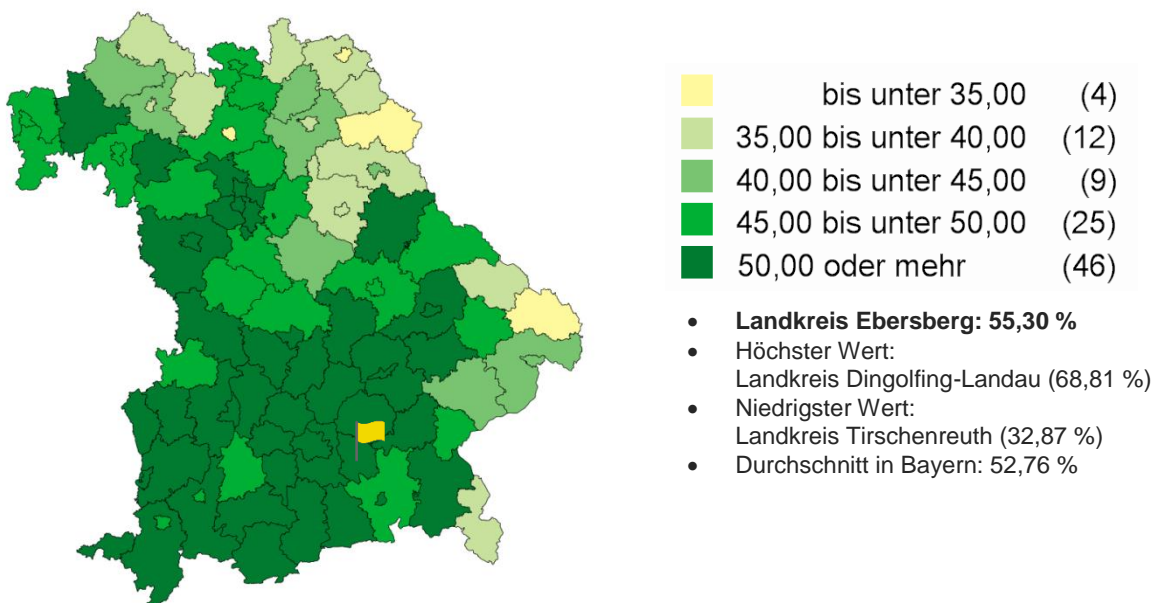 bis unter 35,00 (4)
35,00 bis unter 40,00 (12)
40,00 bis unter 45,00 (9)
45,00 bis unter 50,00 (25)
50,00 oder mehr (46)
• Landkreis Ebersberg: 55,30 %
• Höchster Wert:
Landkreis Dingolfing-Landau (68,81 %)
• Niedrigster Wert:
Landkreis Tirschenreuth (32,87 %)
• Durchschnitt in Bayern: 52,76 %